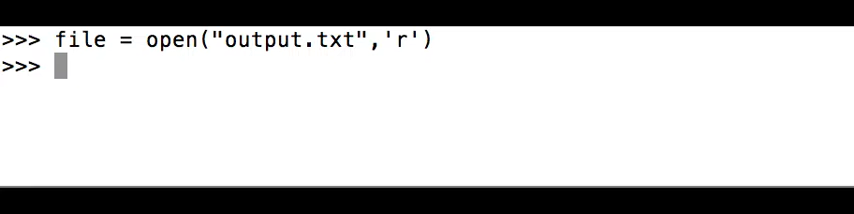 >>> file = open("output.txt",'r')
>>>